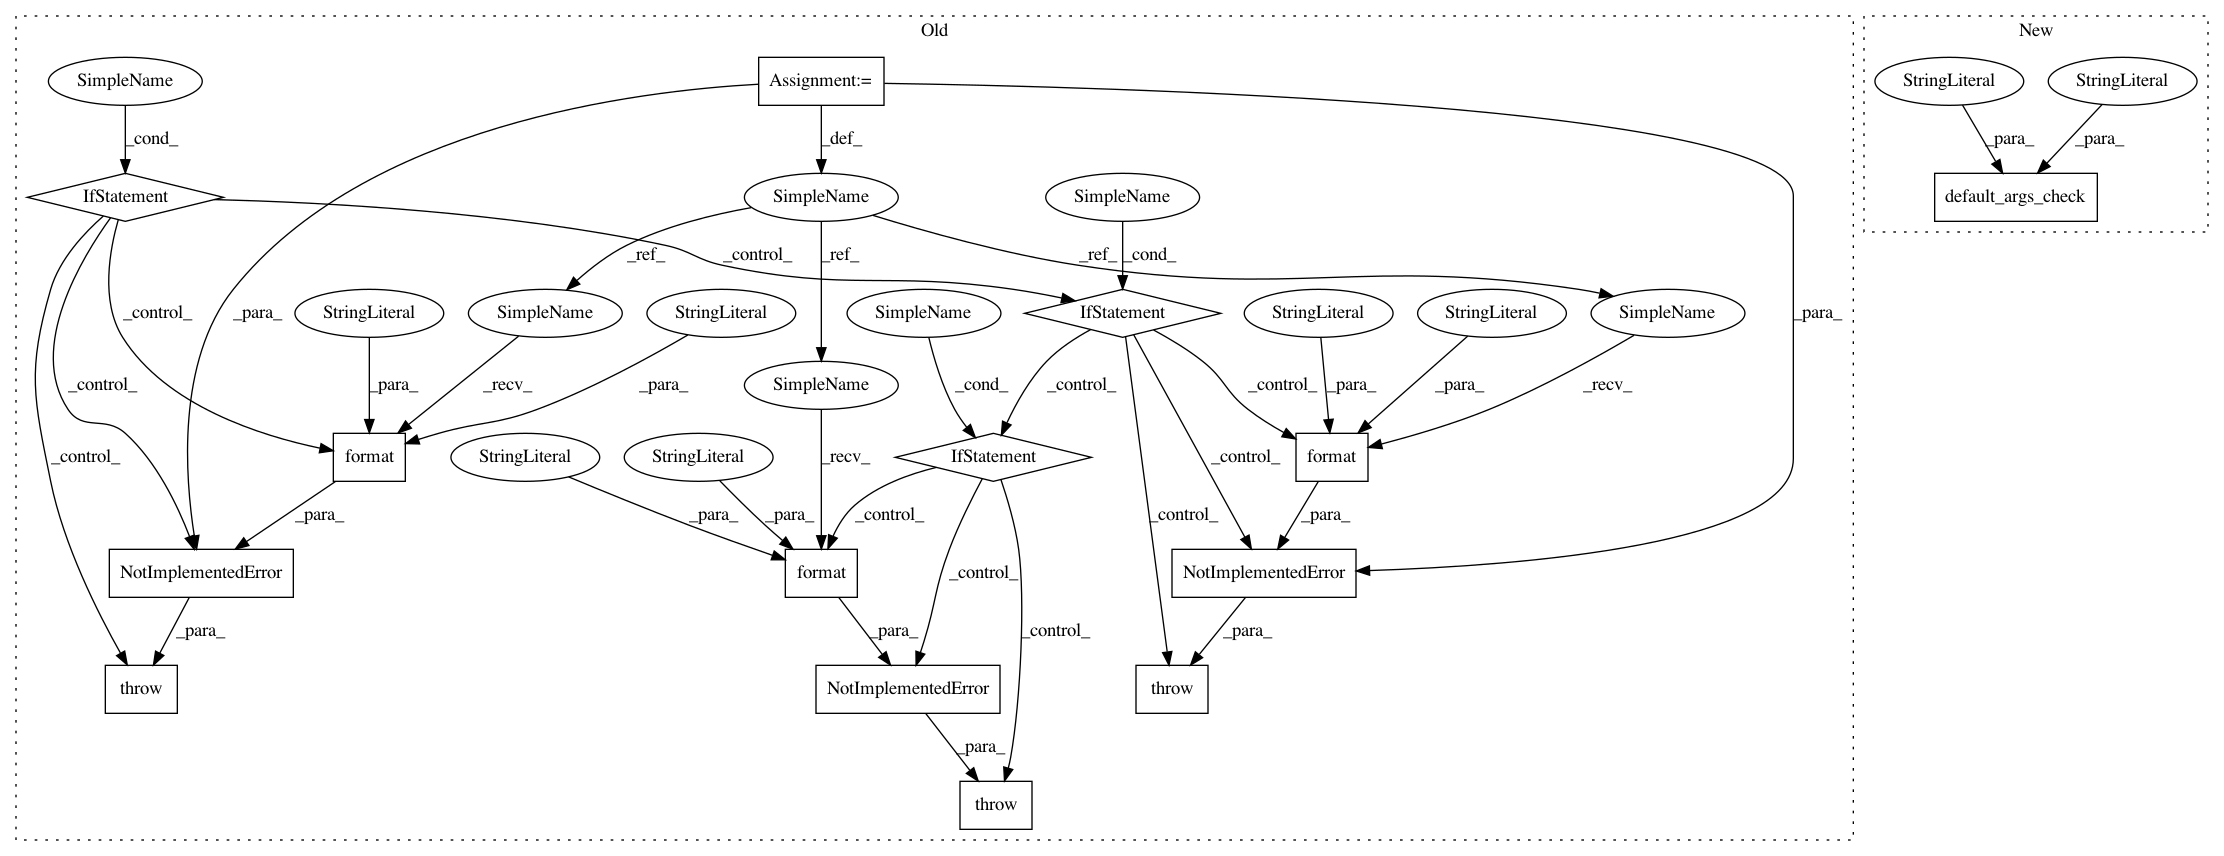 Old
New
SimpleName
Assignment:=
StringLiteral
StringLiteral
_cond_
_def_
_para_
_para_
IfStatement
SimpleName
SimpleName
default_args_check
_control_
_ref_
_ref_
_ref_
_cond_
StringLiteral
SimpleName
StringLiteral
SimpleName
IfStatement
StringLiteral
StringLiteral
SimpleName
_control_
_para_
_para_
_control_
_para_
_recv_
_para_
SimpleName
_cond_
_control_
_control_
_para_
_para_
_recv_
_control_
format
StringLiteral
StringLiteral
_recv_
IfStatement
_control_
format
_para_
_para_
_para_
_control_
_control_
_para_
NotImplementedError
format
_control_
NotImplementedError
_para_
_para_
_control_
_para_
throw
NotImplementedError
throw
_para_
throw